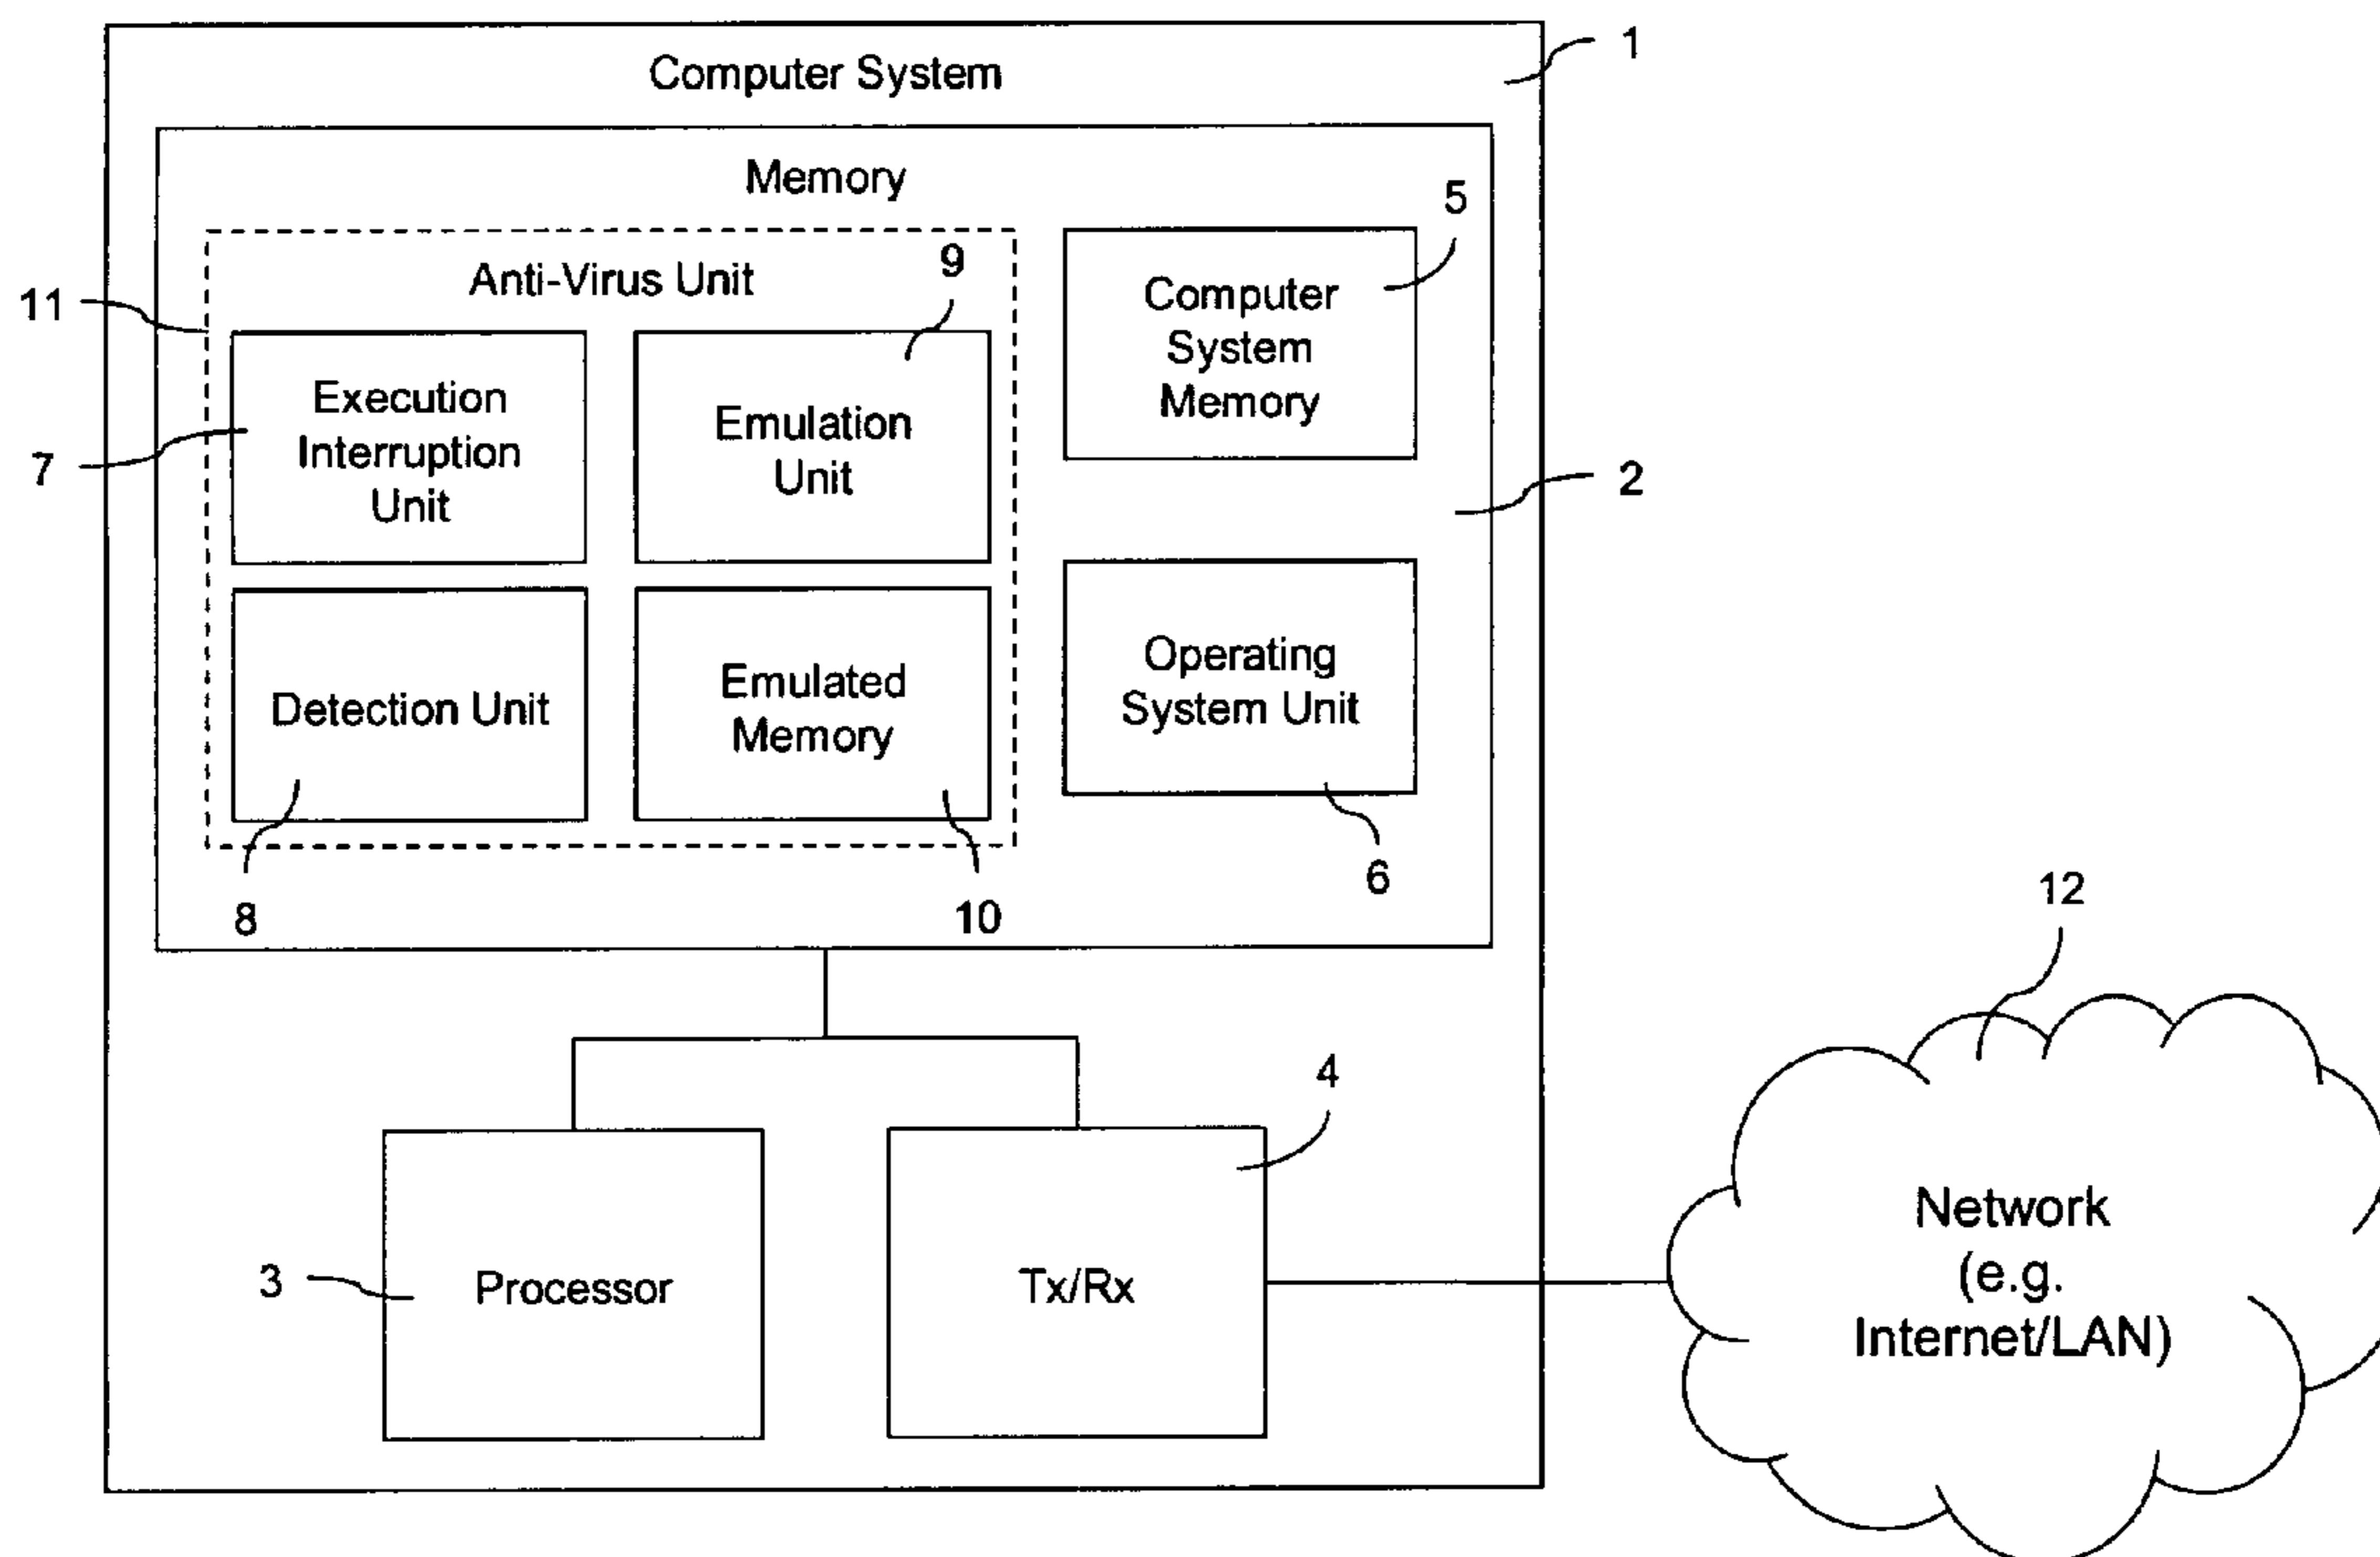 1
Computer System
Memory
5
9
Anti-Virus Unit
11
Computer
System
Memory
Execution
Interruption
Unit
7
Emulation
Unit
2
Detection Unit
Emulated
Memory
Operating
System Unit
8
10
6
12
4
3
Processor
Tx/Rx
Network
(e.g.
Internet/LAN)